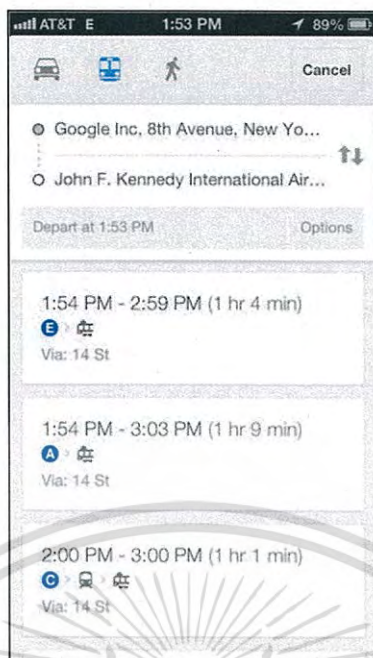 AT&T E 1:53 PM 89%
Cancel
Google Inc, 8th Avenue, New Yo...
John F. Kennedy International Air...
Depart at 1:53 PM Options
1:54 PM - 2:59 PM (1 hr 4 min)
E
Via: 14 St
1:54 PM - 3:03 PM (1 hr 9 min)
A
Via: 14 St
2:00 PM - 3:00 PM (1 hr 1 min)
C
Via: 14 St